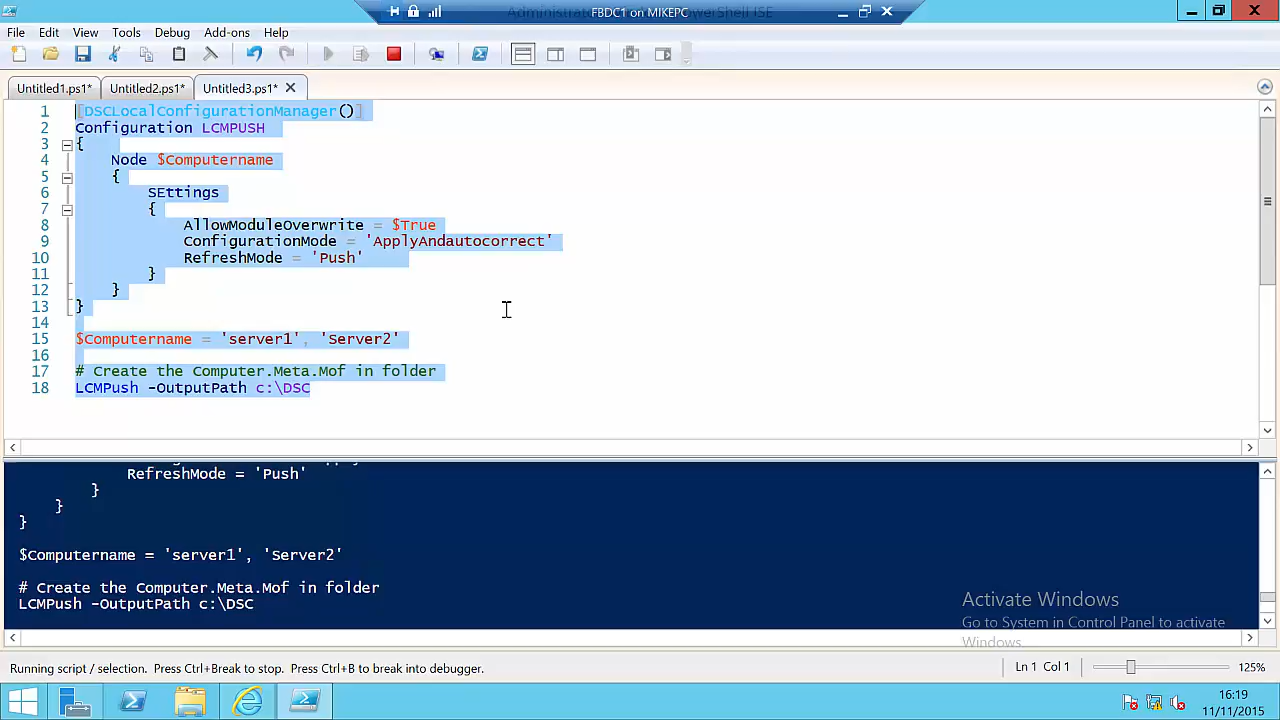 Administrator: Windows PowerShell ISE
FBDC1 on MIKEPC
File Edit View Tools Debug Add-ons Help
Untitled1.ps1* Untitled2.ps1* Untitled3.ps1*
1 [DSCLocalConfigurationManager()]
2 Configuration LCMPUSH
3 {
4 Node $Computername
5 {
6 SEttings
7 {
8 AllowModuleOverwrite = $True
9 ConfigurationMode = 'ApplyAndautocorrect'
10 RefreshMode = 'Push'
11 }
12 }
13 }
14
15 $Computername = 'server1', 'Server2'
16
17 # Create the Computer.Meta.Mof in folder
18 LCMPush -OutputPath c:\DSC
RefreshMode = 'Push'
}
}
}
$Computername = 'server1', 'Server2'
# Create the Computer.Meta.Mof in folder
LCMPush -OutputPath c:\DSC
Activate Windows
Go to System in Control Panel to activate
Windows.
Running script / selection. Press Ctrl+Break to stop. Press Ctrl+B to break into debugger.
Ln 1 Col 1
125%
16:19
11/11/2015